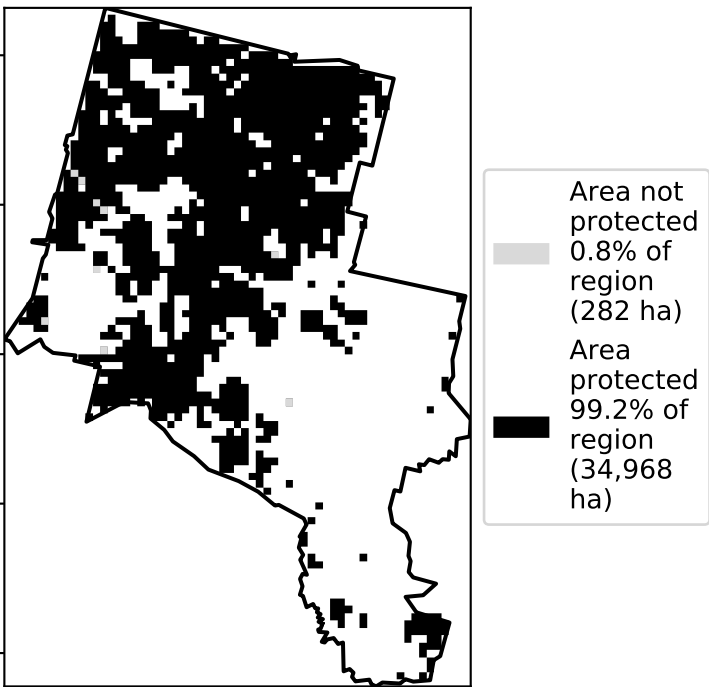 Area not
protected
0.8% of
region
(282 ha)
Area
protected
99.2% of
region
(34,968
ha)